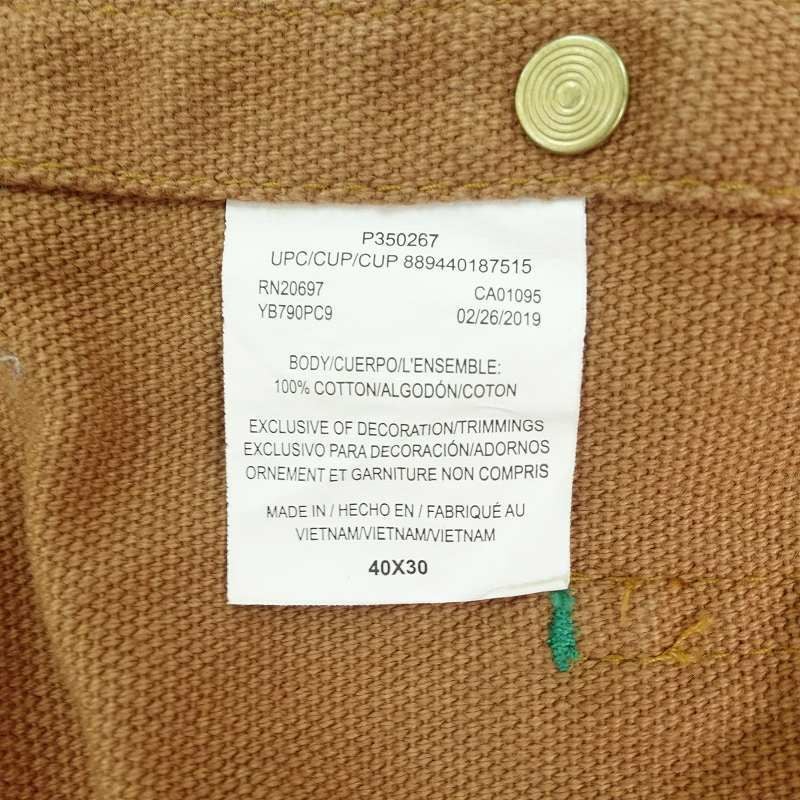 P350267
UPC/CUP/CUP 889440187515
RN20697 CA01095
YB790PC9 02/26/2019
BODY/CUERPO/L'ENSEMBLE:
100% COTTON/ALGODÓN/COTON
EXCLUSIVE OF DECORATION/TRIMMINGS
EXCLUSIVO PARA DECORACIÓN/ADORNOS
ORNEMENT ET GARNITURE NON COMPRIS
MADE IN / HECHO EN / FABRIQUÉ AU
VIETNAM/VIETNAM/VIETNAM
40X30